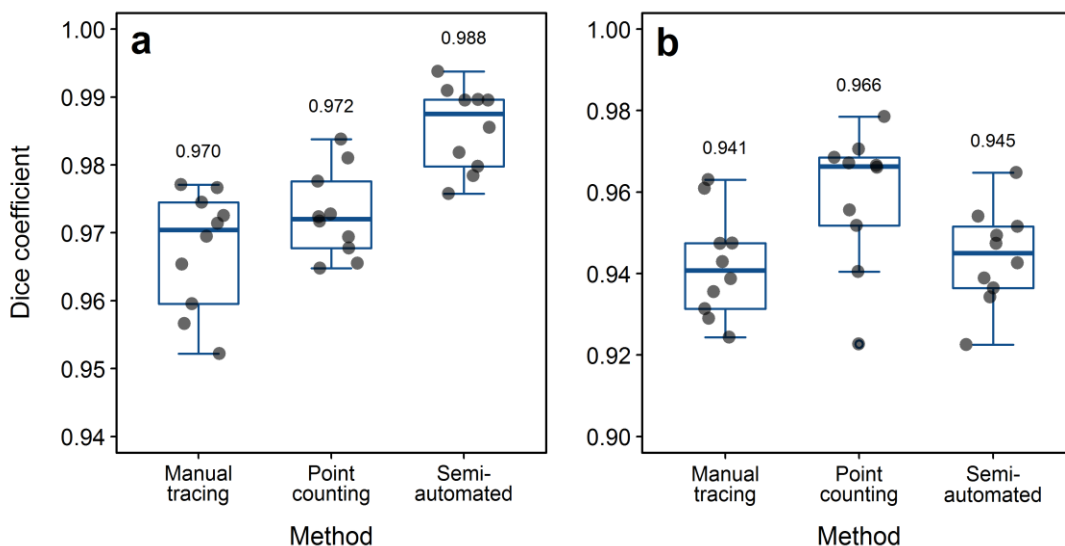 a
Dice coefficient
1.00
0.99
0.98
0.97
0.96
0.95
0.94
0.970
0.972
0.988
Manual
tracing
Point
counting
Semi-
automated
Method
b
1.00
0.98
0.96
0.94
0.92
0.90
0.941
0.966
0.945
Manual
tracing
Point
counting
Semi-
automated
Method